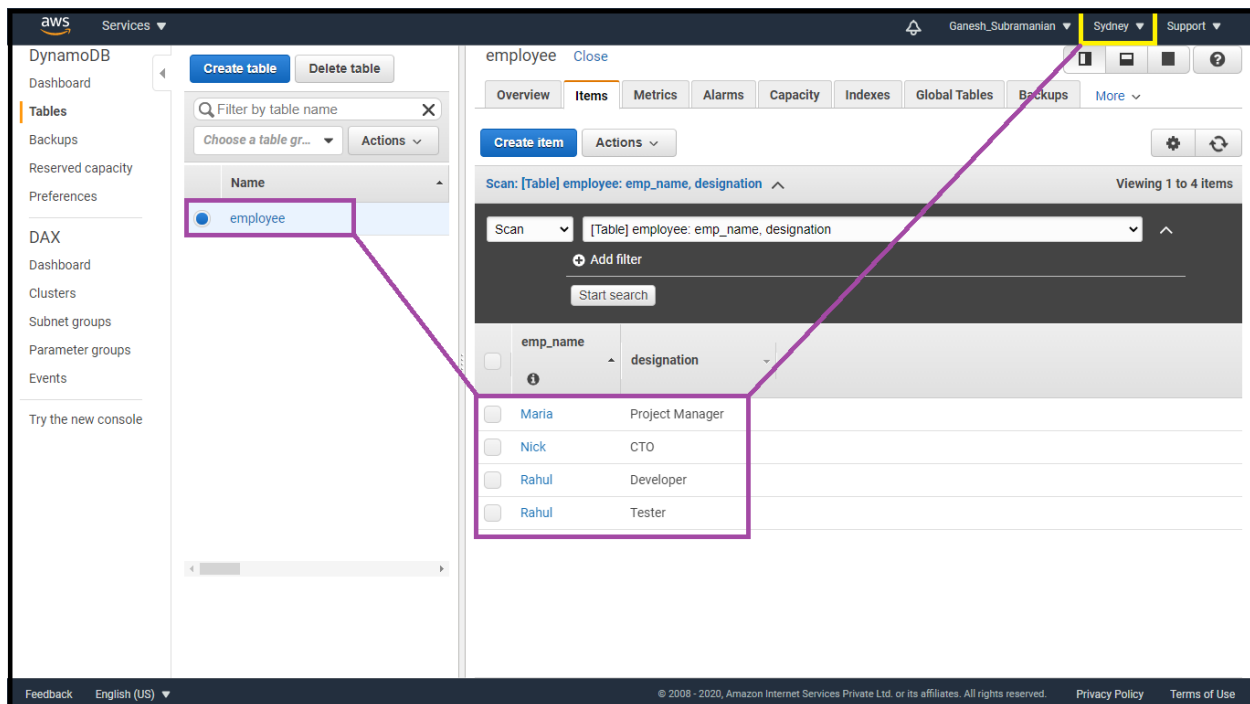 aws Services Ganesh_Subramanian Sydney Support
DynamoDB
Dashboard
Tables
Backups
Reserved capacity
Preferences
DAX
Dashboard
Clusters
Subnet groups
Parameter groups
Events
Try the new console
Create table Delete table
Filter by table name
Choose a table gr... Actions
Name
employee
employee Close
Overview Items Metrics Alarms Capacity Indexes Global Tables Backups More
Create item Actions
Scan: [Table] employee: emp_name, designation Viewing 1 to 4 items
Scan [Table] employee: emp_name, designation
Add filter
Start search
emp_name designation
Maria Project Manager
Nick CTO
Rahul Developer
Rahul Tester
Feedback English (US) © 2008 - 2020, Amazon Internet Services Private Ltd. or its affiliates. All rights reserved. Privacy Policy Terms of Use